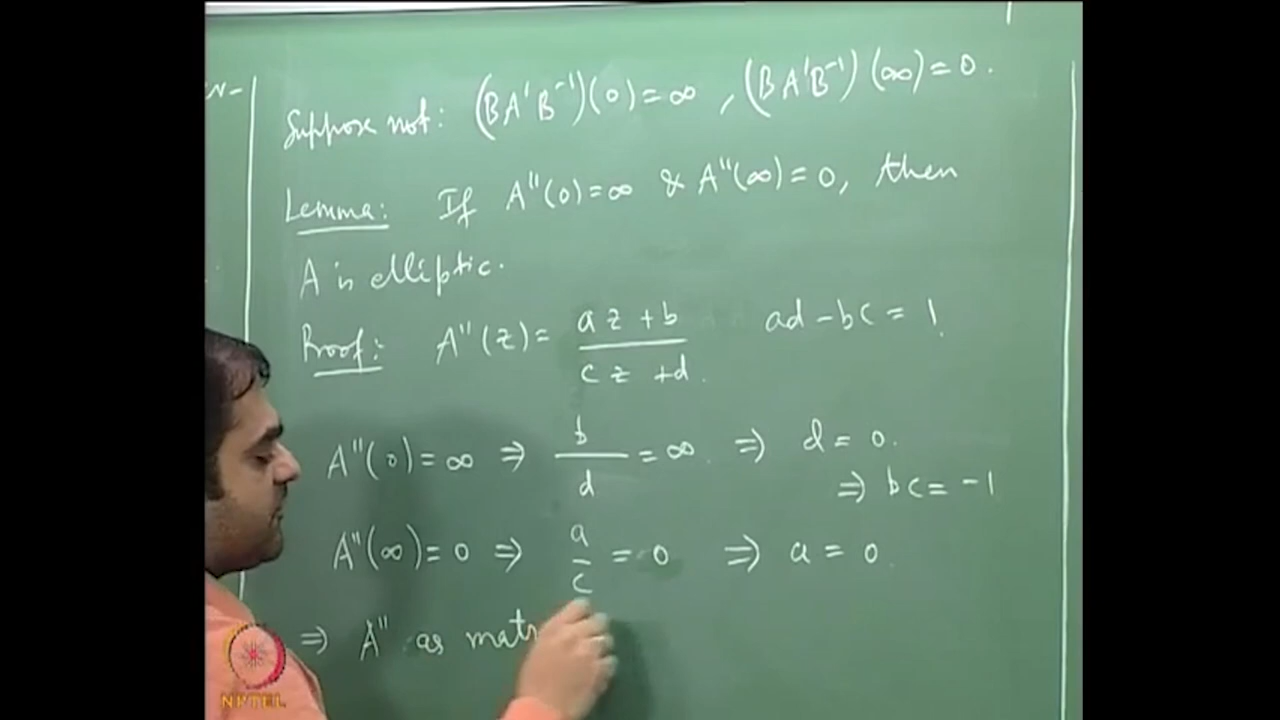 N-
Suppose not: (BA'B⁻¹)(0) = ∞ , (BA'B⁻¹)(∞) = 0.
Lemma: If A''(0) = ∞ & A''(∞) = 0, then
A is elliptic.
Proof: A''(z) = (az + b)/(cz + d). ad - bc = 1
A''(0) = ∞ ⇒ b/d = ∞. ⇒ d = 0.
⇒ bc = -1
A''(∞) = 0 ⇒ a/c = 0 ⇒ a = 0.
⇒ A'' as matr
NPTEL